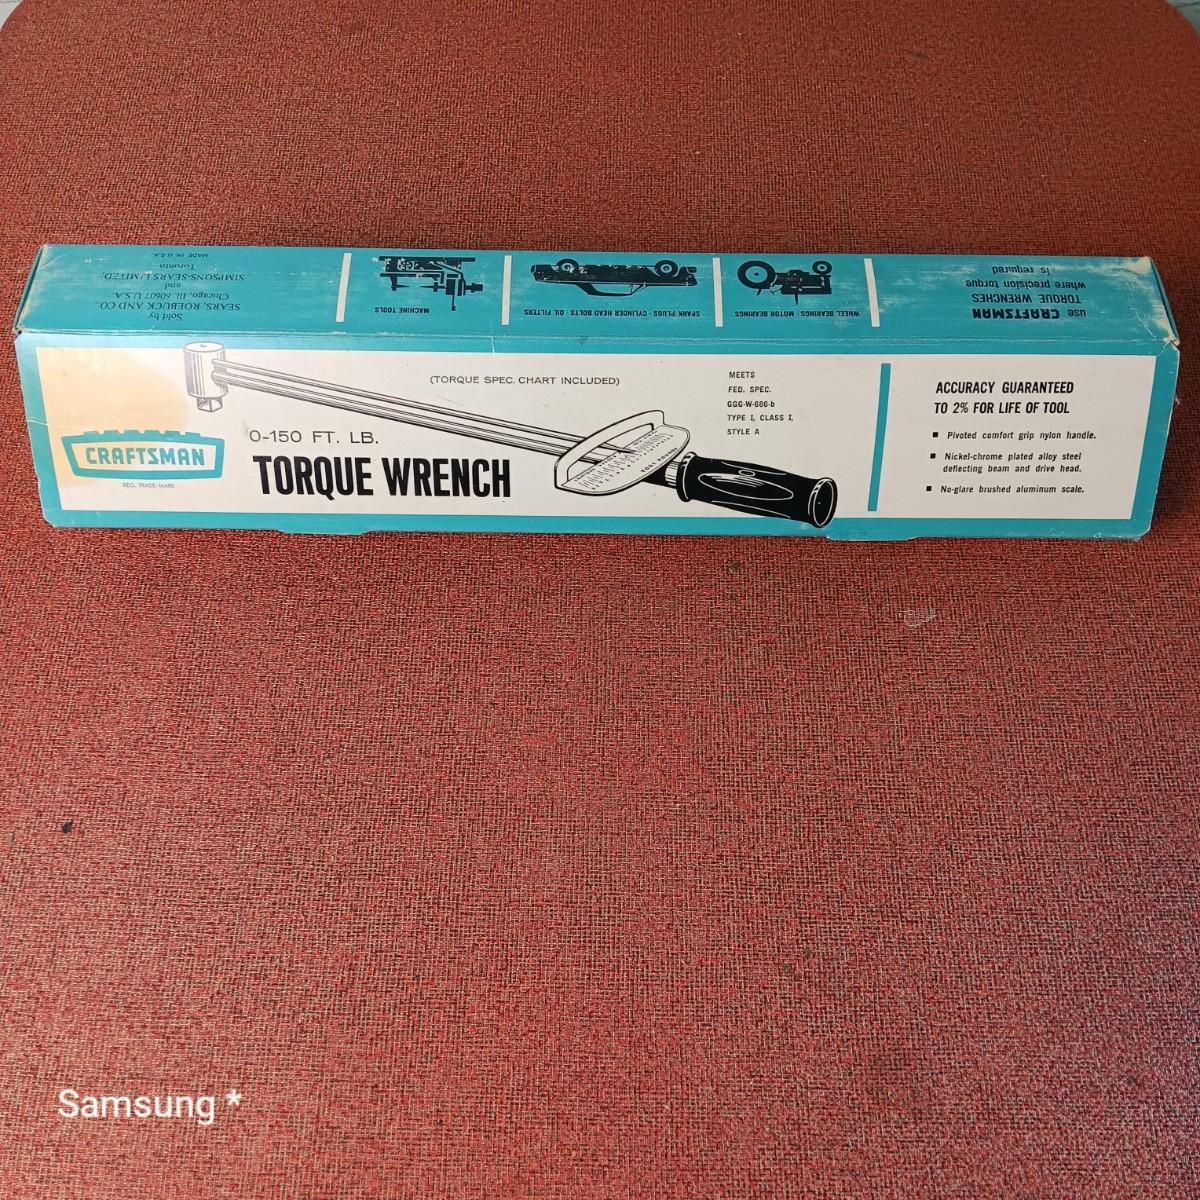 Sold by
SEARS, ROEBUCK AND CO.,
Chicago, Ill. 60607 U.S.A.
and
SIMPSONS-SEARS LIMITED,
Toronto
MADE IN U.S.A.
MACHINE TOOLS
SPARK PLUGS · CYLINDER HEAD BOLTS · OIL FILTERS
WHEEL BEARINGS · MOTOR BEARINGS
use CRAFTSMAN
TORQUE WRENCHES
where precision torque
is required
CRAFTSMAN
REG. TRADE-MARK
0-150 FT. LB.
TORQUE WRENCH
(TORQUE SPEC. CHART INCLUDED)
MEETS
FED. SPEC.
GGG-W-686-b
TYPE I, CLASS I,
STYLE A
ACCURACY GUARANTEED
TO 2% FOR LIFE OF TOOL
■ Pivoted comfort grip nylon handle.
■ Nickel-chrome plated alloy steel
deflecting beam and drive head.
■ No-glare brushed aluminum scale.
Samsung *